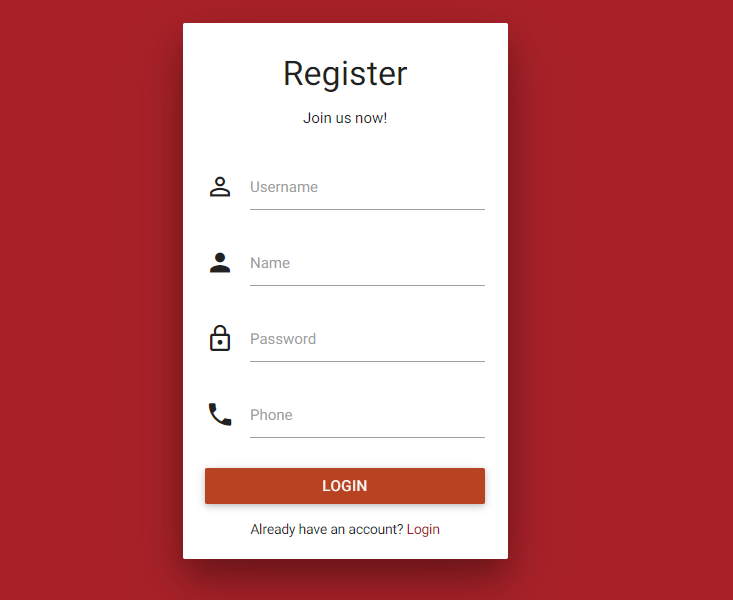 Register
Join us now!
Username
Name
Password
Phone
LOGIN
Already have an account? Login